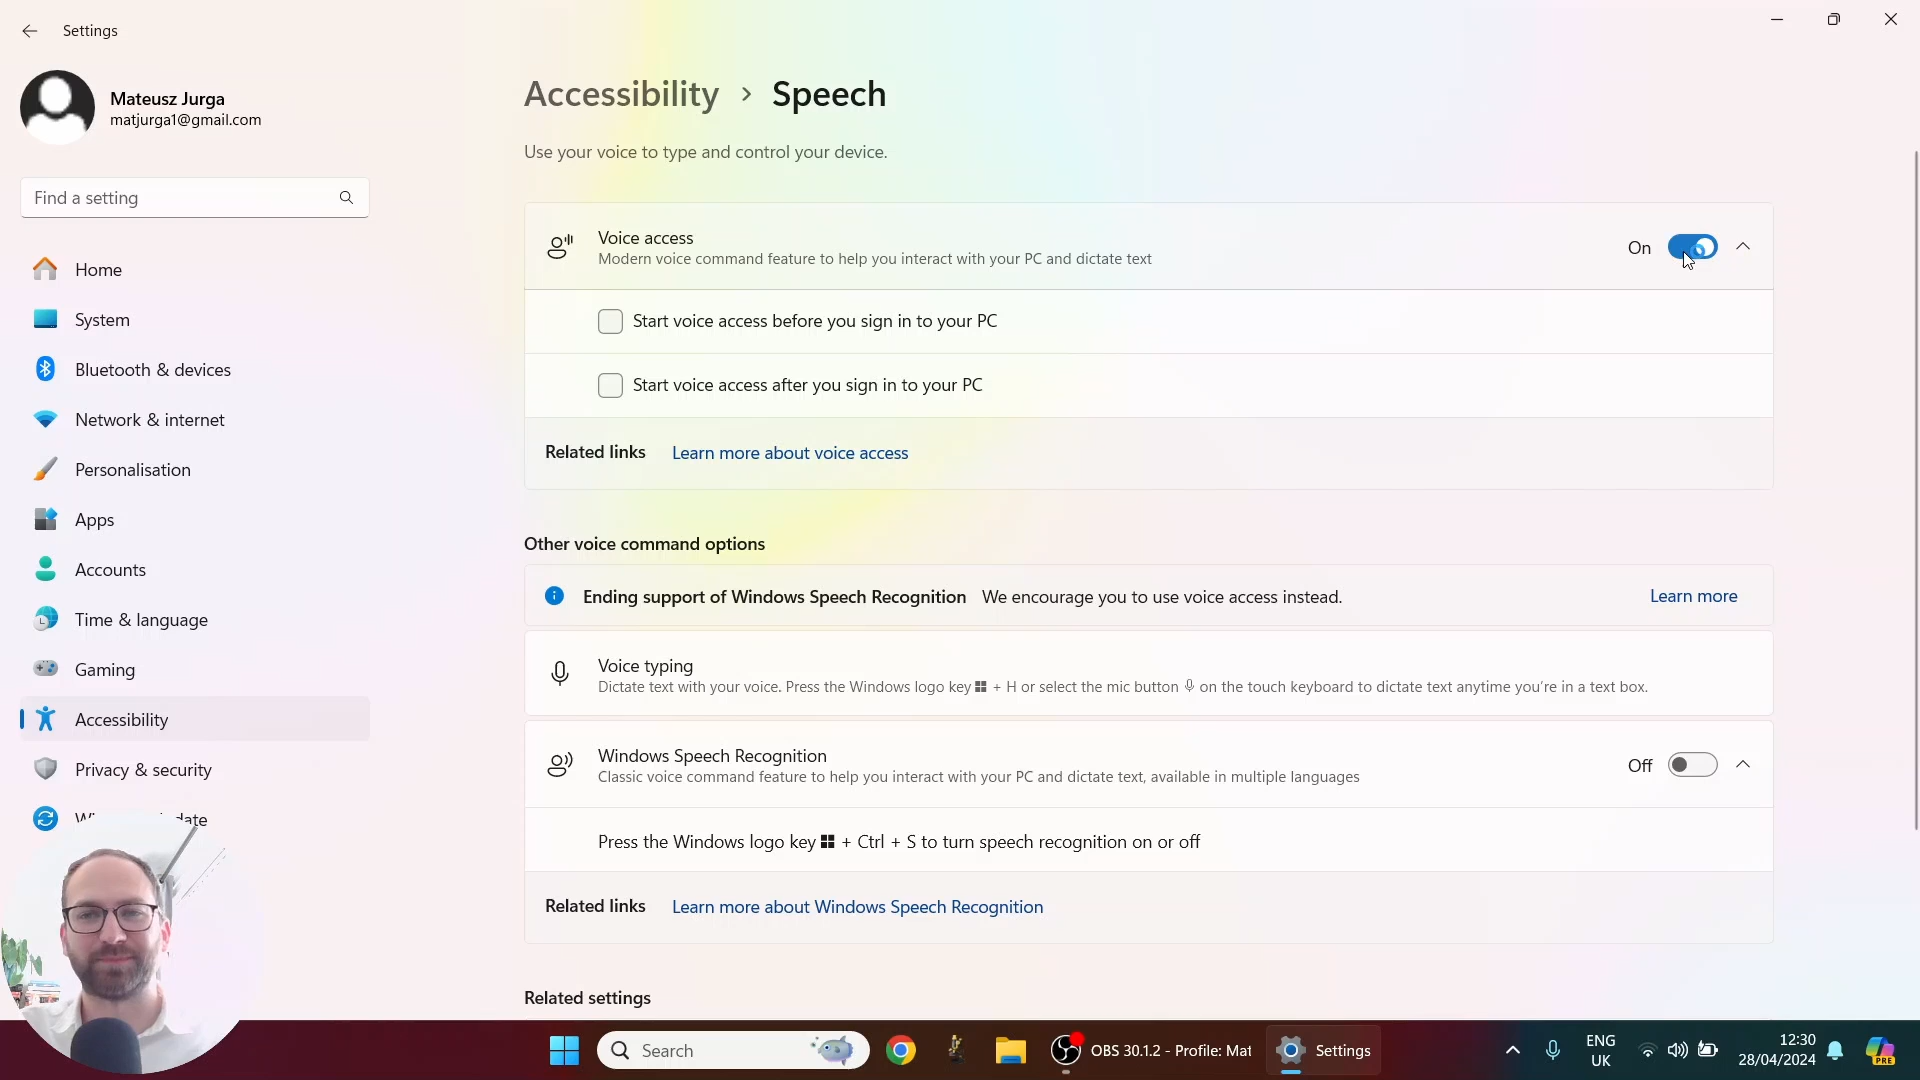 Settings
Mateusz Jurga
matjurga1@gmail.com
Find a setting
Home
System
Bluetooth & devices
Network & internet
Personalisation
Apps
Accounts
Time & language
Gaming
Accessibility
Privacy & security
Accessibility > Speech
Use your voice to type and control your device.
Voice access
Modern voice command feature to help you interact with your PC and dictate text
On
Start voice access before you sign in to your PC
Start voice access after you sign in to your PC
Related links Learn more about voice access
Other voice command options
Ending support of Windows Speech Recognition We encourage you to use voice access instead. Learn more
Voice typing
Dictate text with your voice. Press the Windows logo key + H or select the mic button on the touch keyboard to dictate text anytime you're in a text box.
Windows Speech Recognition
Classic voice command feature to help you interact with your PC and dictate text, available in multiple languages
Off
Press the Windows logo key + Ctrl + S to turn speech recognition on or off
Related links Learn more about Windows Speech Recognition
Related settings
Search
OBS 30.1.2 - Profile: Mat
Settings
ENG
UK
12:30
28/04/2024
PRE